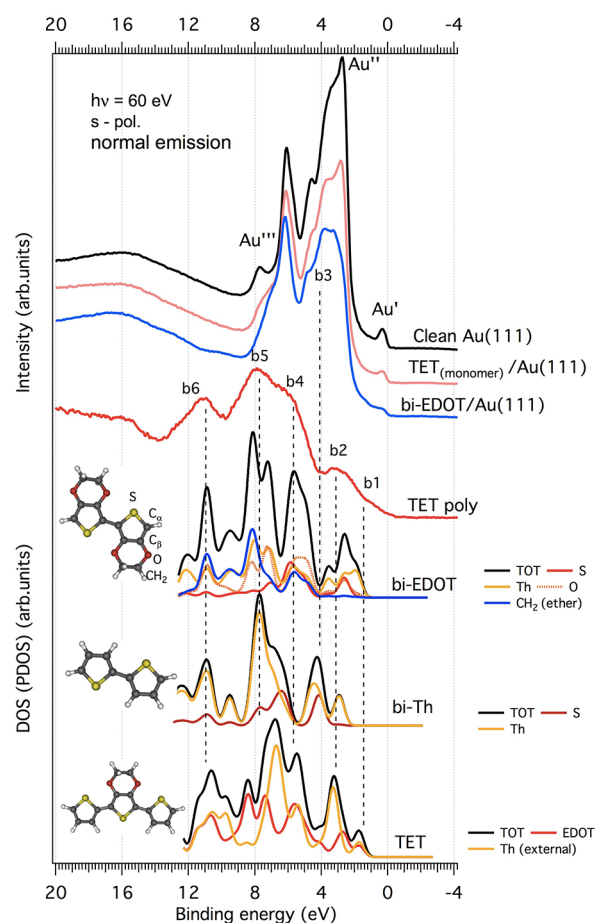 20 16 12 8 4 0 -4
Au''
hν = 60 eV
s - pol.
normal emission
Au'''
b3
Au'
Clean Au(111)
TET(monomer) /Au(111)
bi-EDOT/Au(111)
b5
b6
b4
b2
b1
TET poly
Intensity (arb.units)
S
Cα
Cβ
O
CH2
bi-EDOT
TOT S
Th O
CH2 (ether)
DOS (PDOS) (arb.units)
bi-Th
TOT S
Th
TET
TOT EDOT
Th (external)
20 16 12 8 4 0 -4
Binding energy (eV)